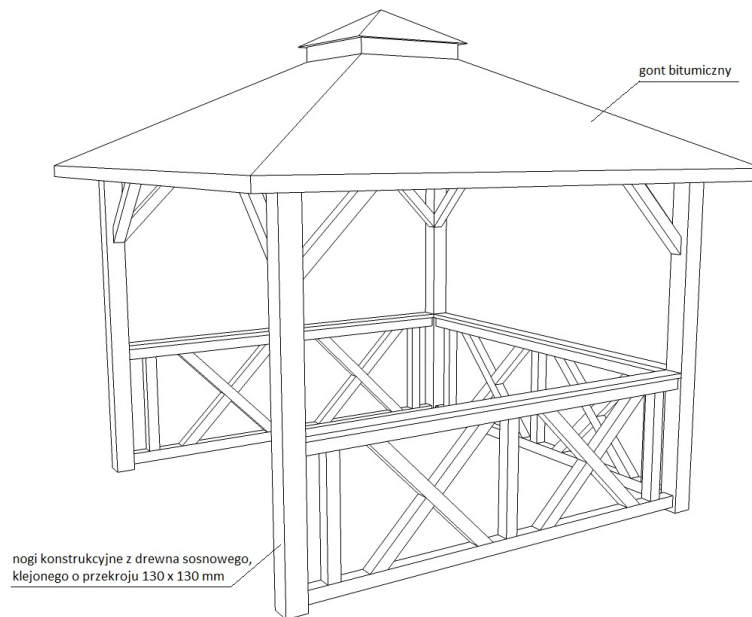 gont bitumiczny
nogi konstrukcyjne z drewna sosnowego,
klejonego o przekroju 130 x 130 mm